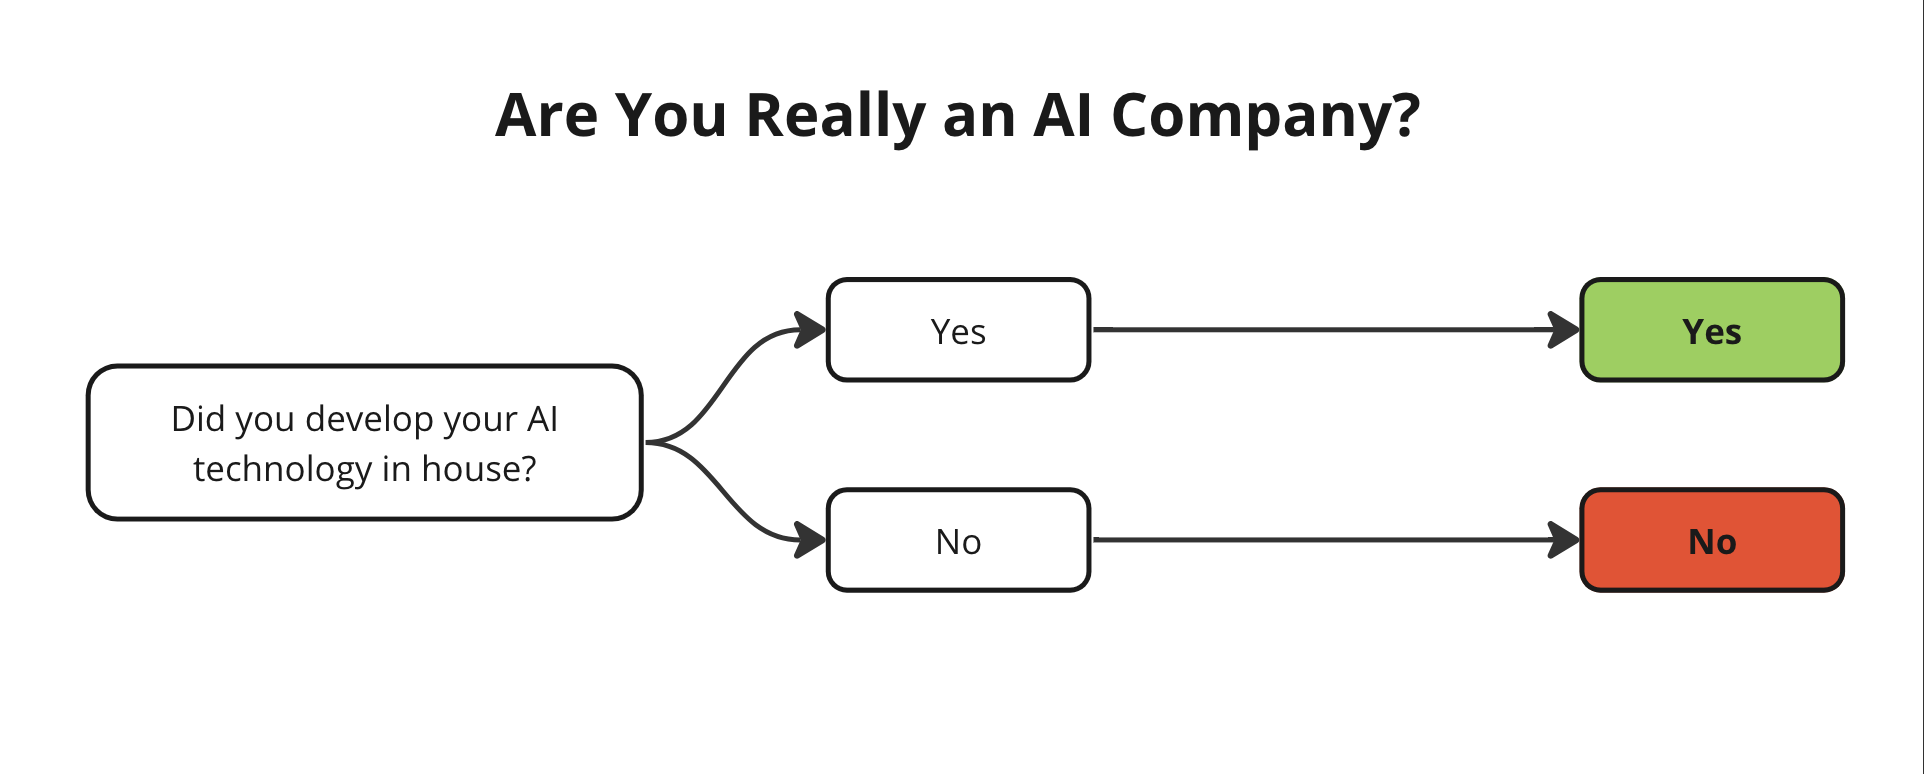 Are You Really an AI Company?
Did you develop your AI
technology in house?
Yes
Yes
No
No